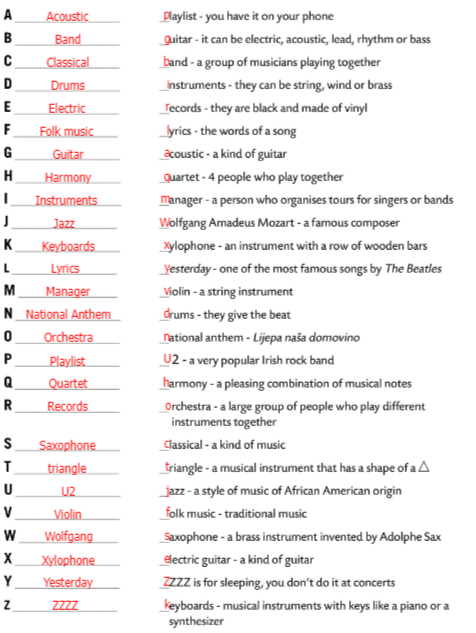 A Acoustic playlist - you have it on your phone
B Band guitar - it can be electric, acoustic, lead, rhythm or bass
C Classical band - a group of musicians playing together
D Drums instruments - they can be string, wind or brass
E Electric records - they are black and made of vinyl
F Folk music lyrics - the words of a song
G Guitar acoustic - a kind of guitar
H Harmony quartet - 4 people who play together
I Instruments manager - a person who organises tours for singers or bands
J Jazz Wolfgang Amadeus Mozart - a famous composer
K Keyboards xylophone - an instrument with a row of wooden bars
L Lyrics yesterday - one of the most famous songs by The Beatles
M Manager violin - a string instrument
N National Anthem drums - they give the beat
O Orchestra national anthem - Lijepa naša domovino
P Playlist U2 - a very popular Irish rock band
Q Quartet harmony - a pleasing combination of musical notes
R Records orchestra - a large group of people who play different
instruments together
S Saxophone classical - a kind of music
T triangle triangle - a musical instrument that has a shape of a △
U U2 jazz - a style of music of African American origin
V Violin folk music - traditional music
W Wolfgang saxophone - a brass instrument invented by Adolphe Sax
X Xylophone electric guitar - a kind of guitar
Y Yesterday ZZZZ is for sleeping, you don't do it at concerts
Z ZZZZ keyboards - musical instruments with keys like a piano or a
synthesizer